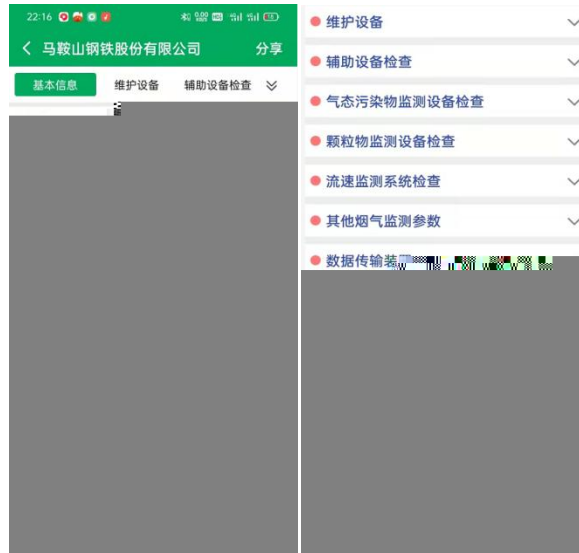 22:16
马鞍山钢铁股份有限公司 分享
基本信息 维护设备 辅助设备检查
维护设备
辅助设备检查
气态污染物监测设备检查
颗粒物监测设备检查
流速监测系统检查
其他烟气监测参数
数据传输装